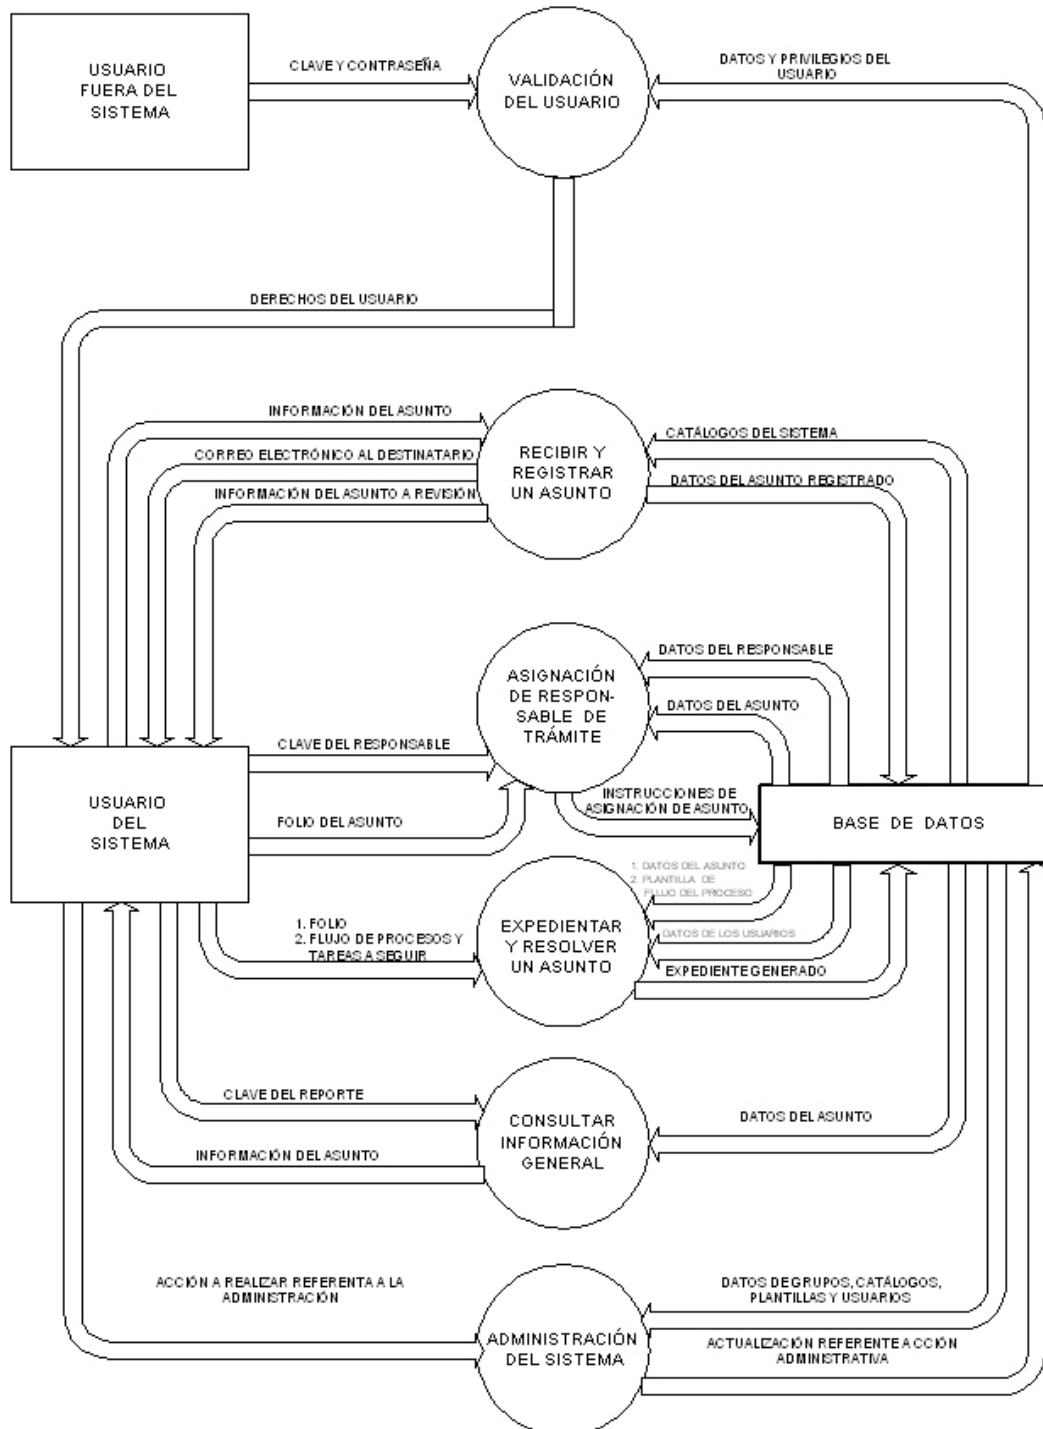 USUARIO
FUERA DEL
SISTEMA
CLAVE Y CONTRASEÑA
VALIDACIÓN
DEL USUARIO
DATOS Y PRIVILEGIOS DEL
USUARIO
DERECHOS DEL USUARIO
INFORMACIÓN DEL ASUNTO
CORREO ELECTRÓNICO AL DESTINATARIO
INFORMACIÓN DEL ASUNTO A REVISIÓN
RECIBIR Y
REGISTRAR
UN ASUNTO
CATÁLOGOS DEL SISTEMA
DATOS DEL ASUNTO REGISTRADO
ASIGNACIÓN
DE RESPON-
SABLE DE
TRÁMITE
DATOS DEL RESPONSABLE
DATOS DEL ASUNTO
CLAVE DEL RESPONSABLE
FOLIO DEL ASUNTO
INSTRUCCIONES DE
ASIGNACIÓN DE ASUNTO
USUARIO
DEL
SISTEMA
BASE DE DATOS
1. DATOS DEL ASUNTO
2. PLANTILLA DE
FLUJO DEL PROCESO
EXPEDIENTAR
Y RESOLVER
UN ASUNTO
1. FOLIO
2. FLUJO DE PROCESOS Y
TAREAS A SEGUIR
DATOS DE LOS USUARIOS
EXPEDIENTE GENERADO
CLAVE DEL REPORTE
INFORMACIÓN DEL ASUNTO
CONSULTAR
INFORMACIÓN
GENERAL
DATOS DEL ASUNTO
ACCIÓN A REALIZAR REFERENTA A LA
ADMINISTRACIÓN
ADMINISTRACIÓN
DEL SISTEMA
DATOS DE GRUPOS, CATÁLOGOS,
PLANTILLAS Y USUARIOS
ACTUALIZACIÓN REFERENTE A ACCIÓN
ADMINISTRATIVA